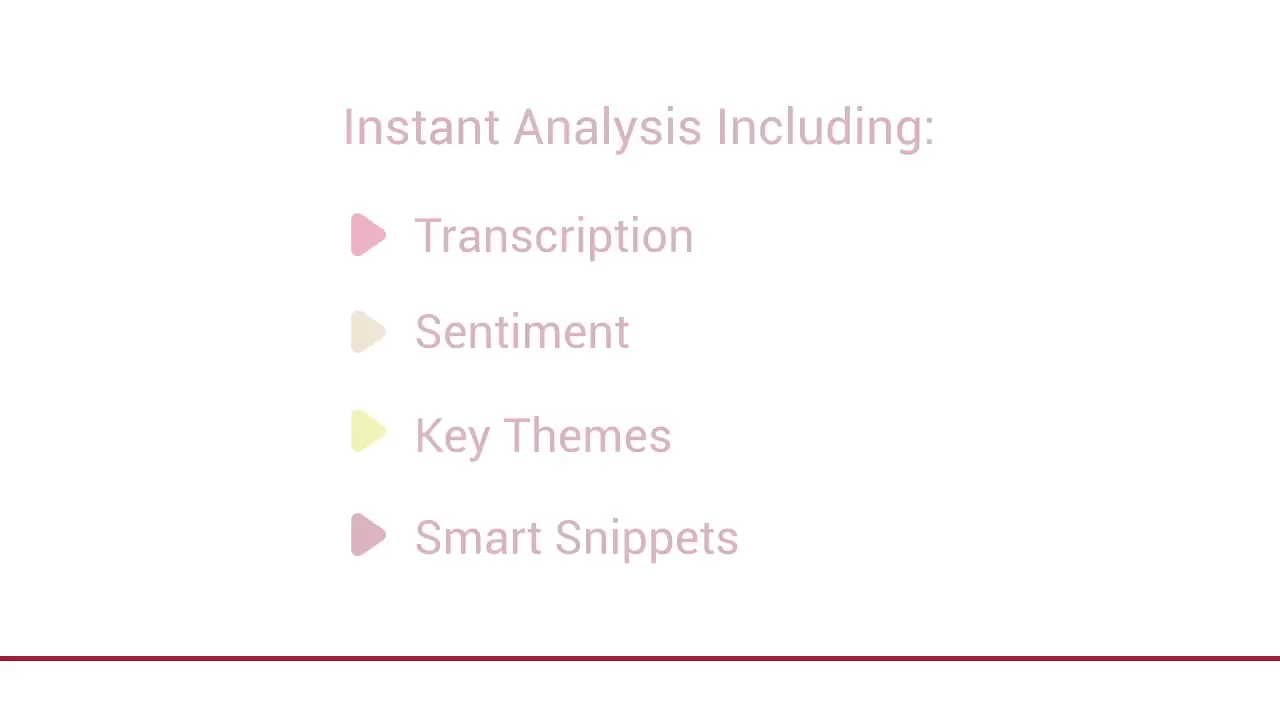 Instant Analysis Including:
Transcription
Sentiment
Key Themes
Smart Snippets